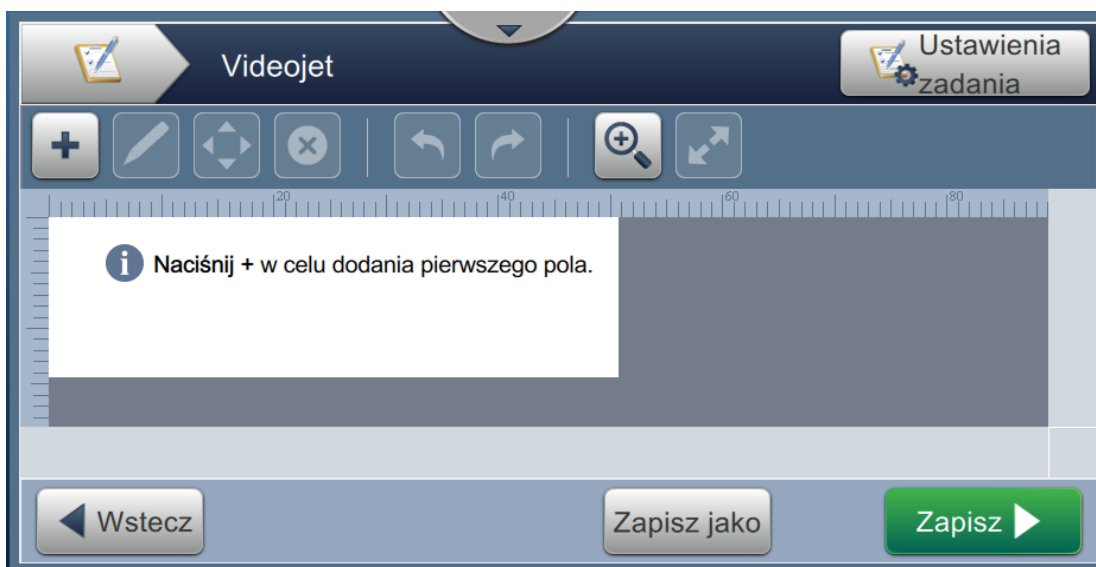 Videojet
Ustawienia
zadania
20 40 60 80
Naciśnij + w celu dodania pierwszego pola.
Wstecz
Zapisz jako
Zapisz